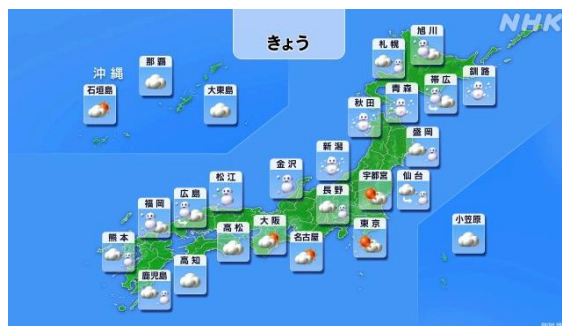 NHK
きょう
旭川
札幌
那覇
沖縄
釧路
帯広
石垣島
大東島
青森
秋田
盛岡
新潟
金沢
松江
長野
宇都宮
仙台
広島
福岡
小笠原
高松
大阪
東京
名古屋
熊本
高知
鹿児島